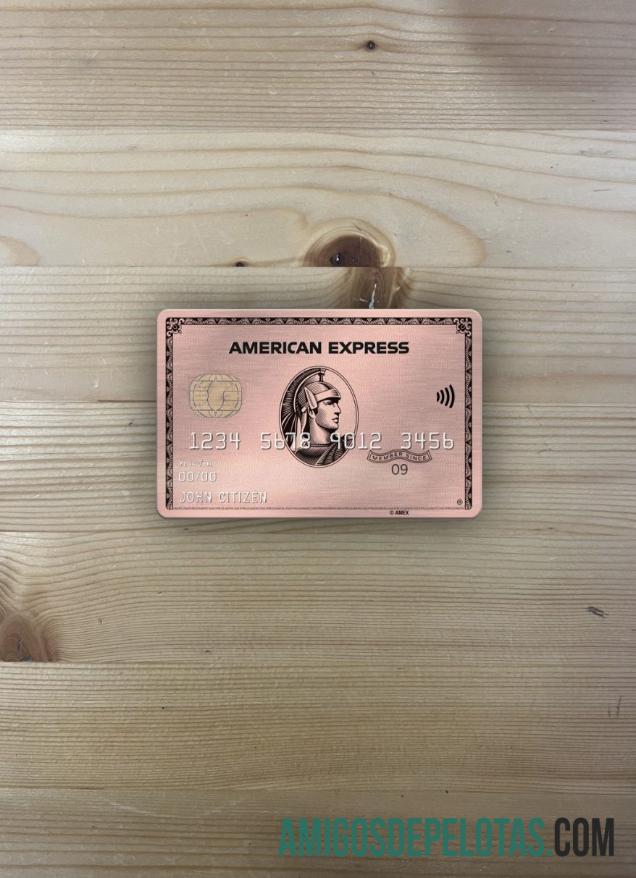 AMERICAN EXPRESS
1234 5678 9012 3456
MEMBER SINCE
09
00/00
JOHN CITIZEN
© AMEX
AMIGOSDEPELOTAS.COM